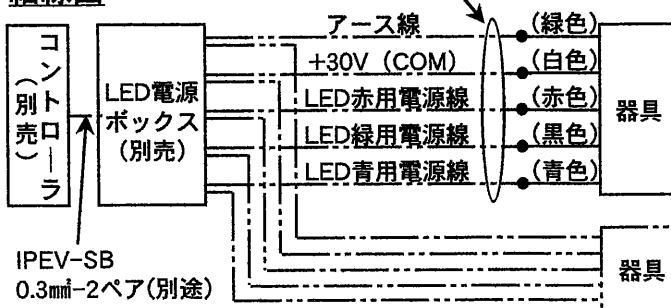 結線図
コントローラ
(別売)
LED電源
ボックス
(別売)
アース線
+30V (COM)
LED赤用電源線
LED緑用電源線
LED青用電源線
(緑色)
(白色)
(赤色)
(黒色)
(青色)
器具
器具
IPEV-SB
0.3m㎡-2ペア(別途)